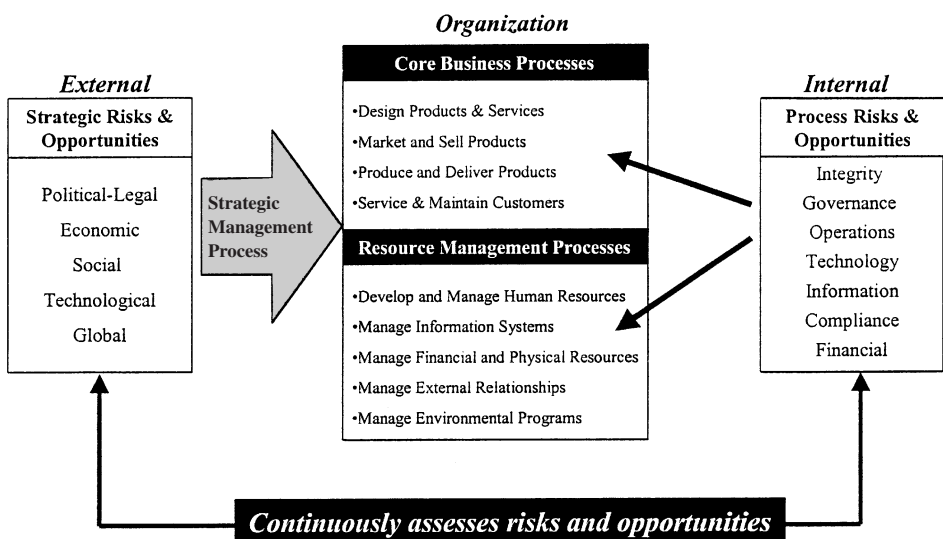 Organization
External
Strategic Risks &
Opportunities
Political-Legal
Economic
Social
Technological
Global
Strategic
Management
Process
Core Business Processes
•Design Products & Services
•Market and Sell Products
•Produce and Deliver Products
•Service & Maintain Customers
Resource Management Processes
•Develop and Manage Human Resources
•Manage Information Systems
•Manage Financial and Physical Resources
•Manage External Relationships
•Manage Environmental Programs
Internal
Process Risks &
Opportunities
Integrity
Governance
Operations
Technology
Information
Compliance
Financial
Continuously assesses risks and opportunities